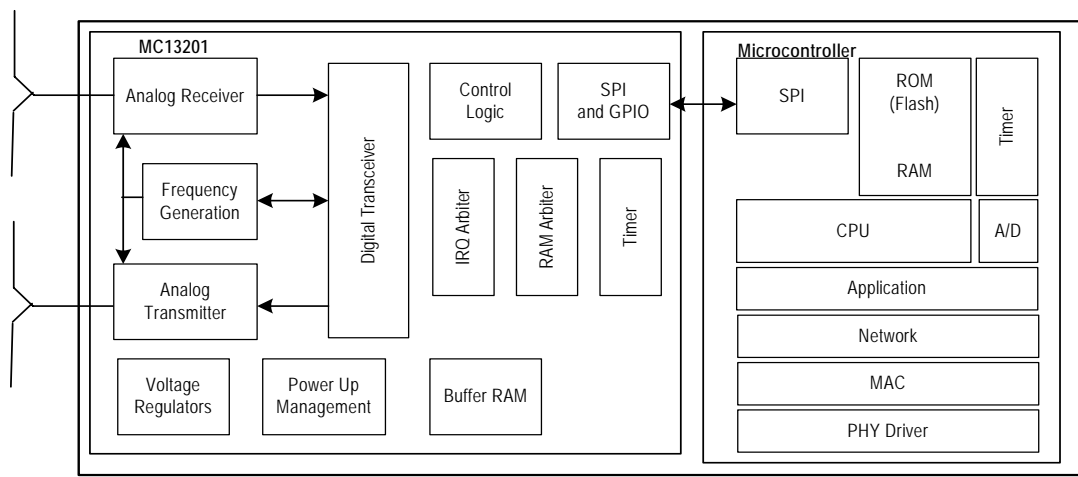 MC13201
Analog Receiver
Frequency
Generation
Analog
Transmitter
Voltage
Regulators
Power Up
Management
Digital Transceiver
Control
Logic
SPI
and GPIO
IRQ Arbiter
RAM Arbiter
Timer
Buffer RAM
Microcontroller
SPI
ROM
(Flash)
RAM
Timer
CPU
A/D
Application
Network
MAC
PHY Driver